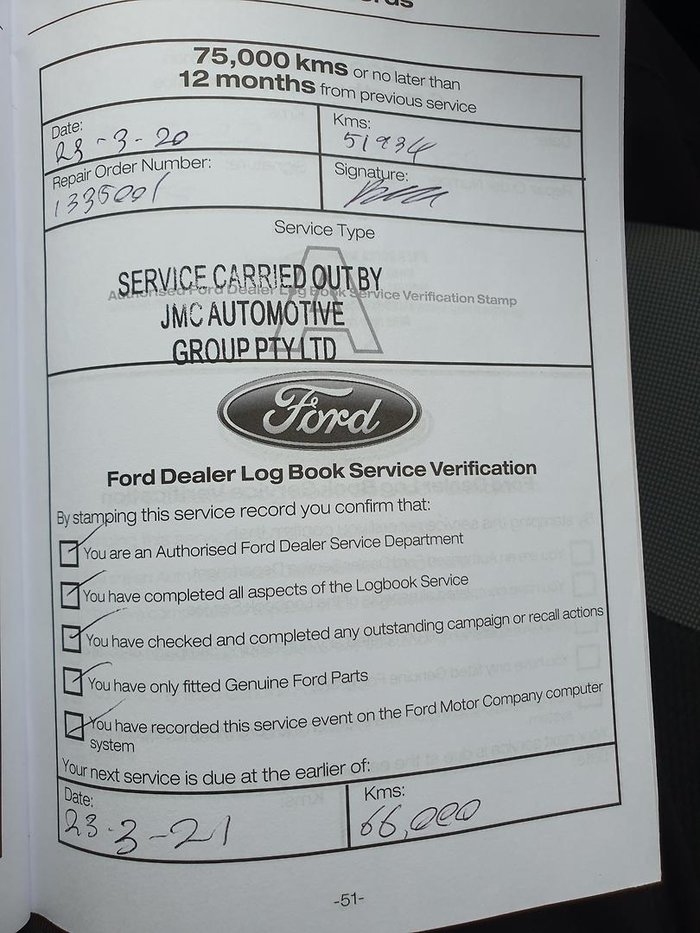 75,000 kms or no later than
12 months from previous service
Date:
23-3-20
Kms:
51934
Repair Order Number:
1335001
Signature:
Service Type
A
SERVICE CARRIED OUT BY
Authorised Ford Dealer Log Book Service Verification Stamp
JMC AUTOMOTIVE
GROUP PTY LTD
Ford
Ford Dealer Log Book Service Verification
By stamping this service record you confirm that:
You are an Authorised Ford Dealer Service Department
You have completed all aspects of the Logbook Service
You have checked and completed any outstanding campaign or recall actions
You have only fitted Genuine Ford Parts
You have recorded this service event on the Ford Motor Company computer
system
Your next service is due at the earlier of:
Date:
23-3-21
Kms:
66,000
-51-